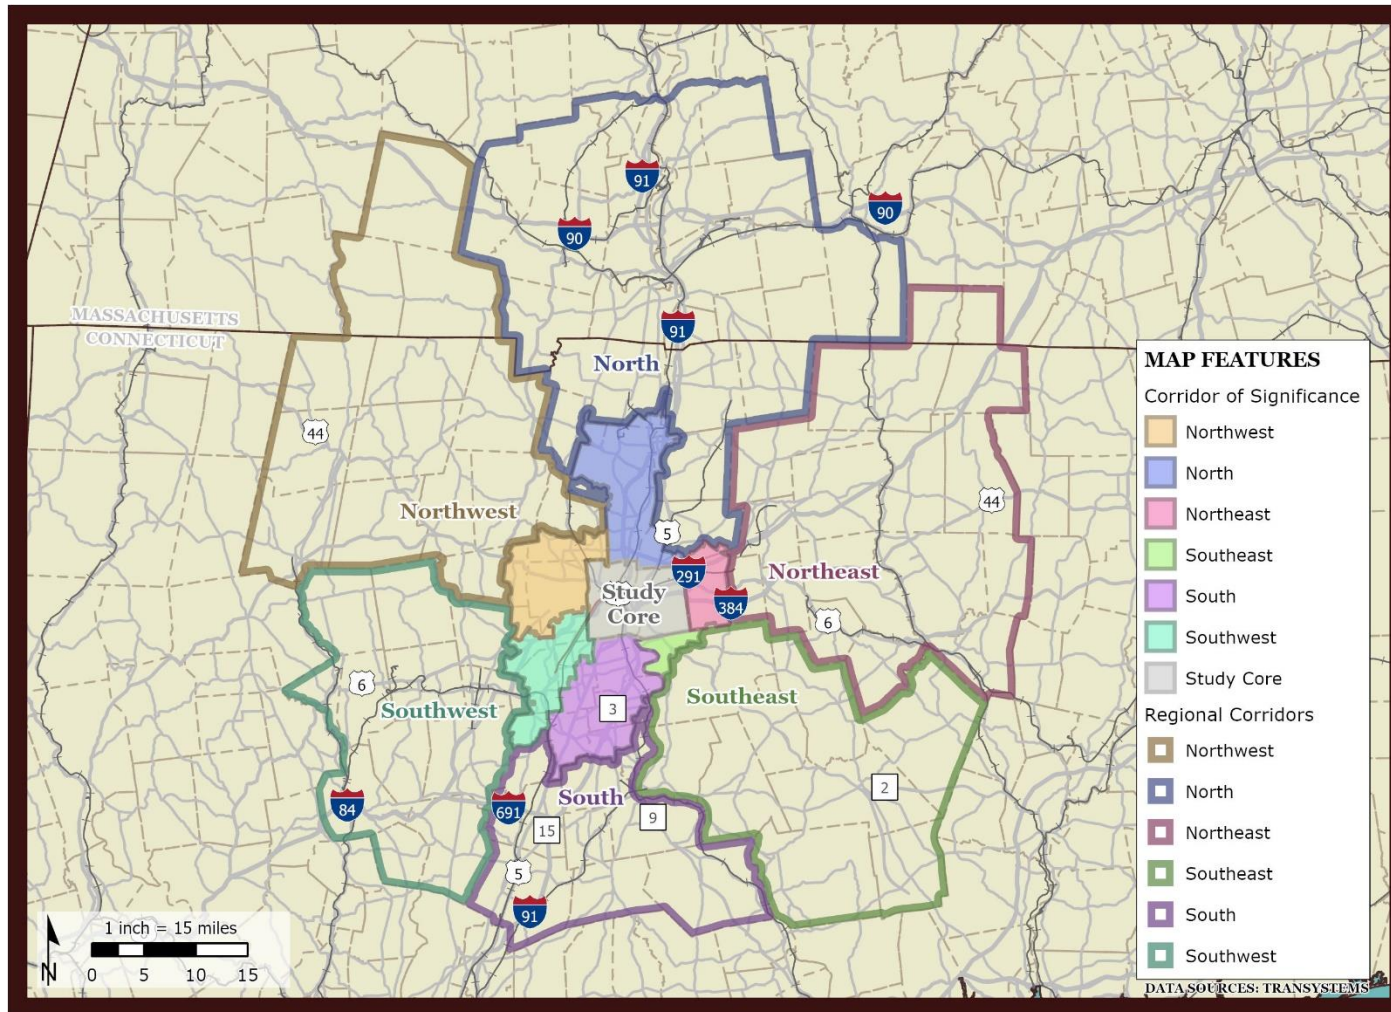 91
90
90
MASSACHUSETTS
CONNECTICUT
91
North
44
Northwest
5
44
291
Northeast
Study
Core
384
6
6
Southwest
Southeast
3
84
691
South
15
9
2
5
91
1 inch = 15 miles
0 5 10 15
N
MAP FEATURES
Corridor of Significance
Northwest
North
Northeast
Southeast
South
Southwest
Study Core
Regional Corridors
Northwest
North
Northeast
Southeast
South
Southwest
DATA SOURCES: TRANSYSTEMS